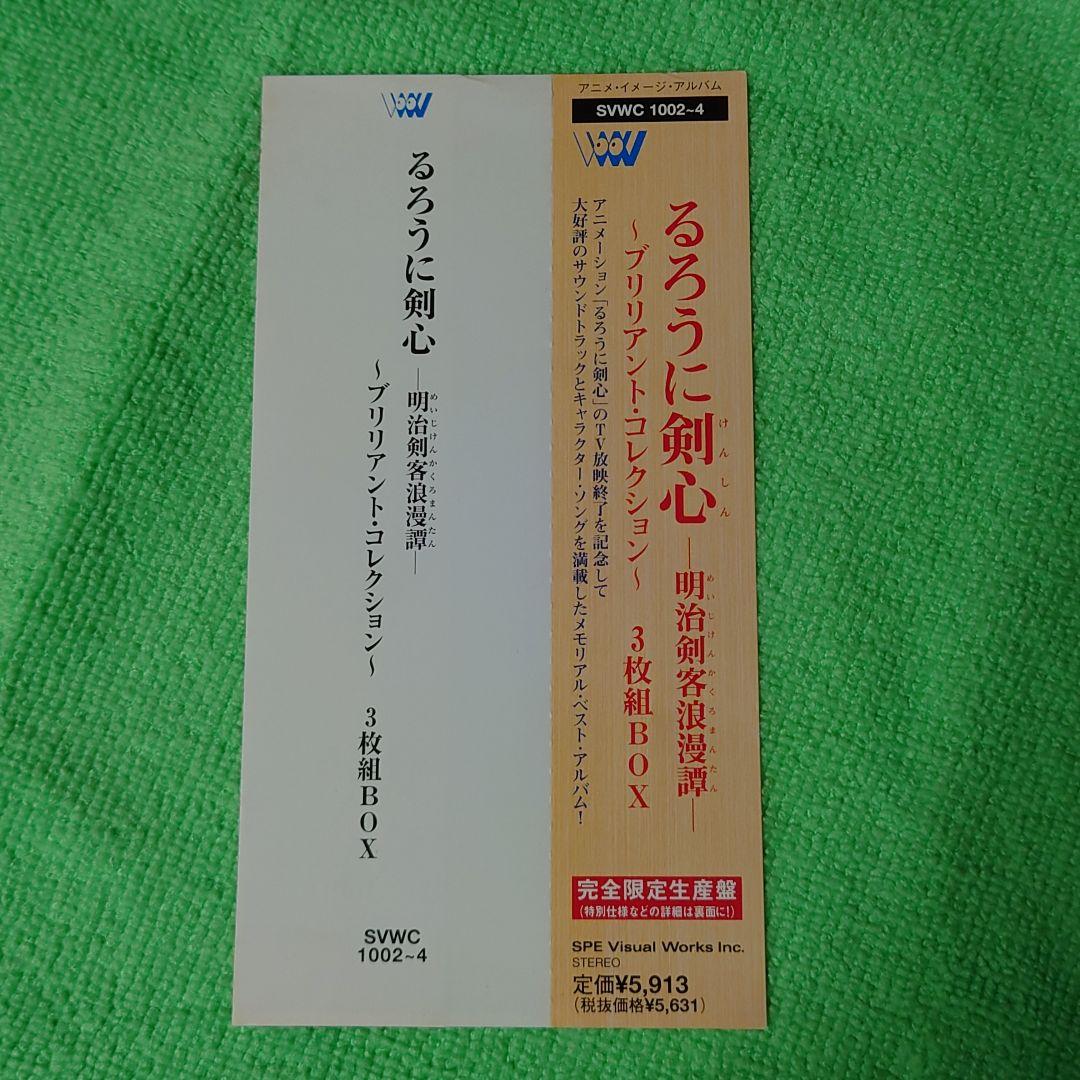 るろうに剣心
―明治剣客浪漫譚―
めいじけんかくろまんたん
～ブリリアント・コレクション～ 3枚組BOX
SVWC
1002~4
アニメ・イメージ・アルバム
SVWC 1002~4
るろうに剣心
けんしん
―明治剣客浪漫譚―
めいじけんかくろまんたん
～ブリリアント・コレクション～ 3枚組BOX
アニメーション「るろうに剣心」のTV放映終了を記念して
大好評のサウンドトラックとキャラクター・ソングを満載したメモリアル・ベスト・アルバム!
完全限定生産盤
(特別仕様などの詳細は裏面に!)
SPE Visual Works Inc.
STEREO
定価¥5,913
(税抜価格¥5,631)